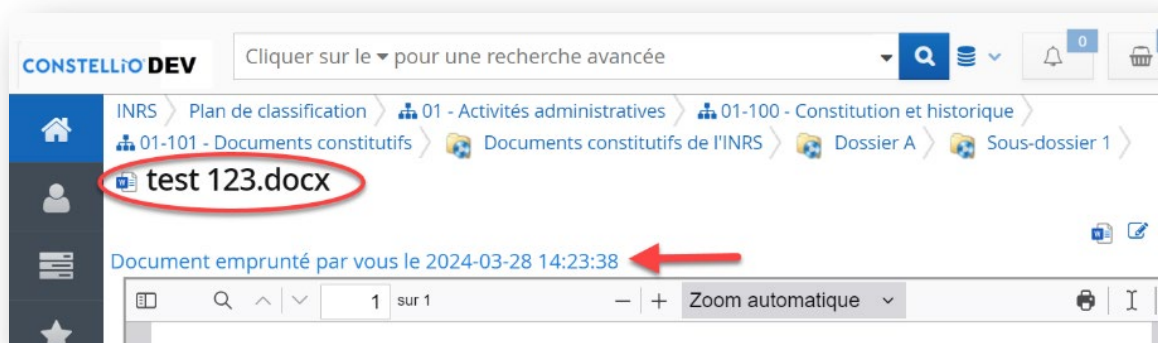 CONSTELLiO DEV
Cliquer sur le ▾ pour une recherche avancée
0
INRS 〉 Plan de classification 〉 01 - Activités administratives 〉 01-100 - Constitution et historique 〉
01-101 - Documents constitutifs 〉 Documents constitutifs de l'INRS 〉 Dossier A 〉 Sous-dossier 1 〉
test 123.docx
Document emprunté par vous le 2024-03-28 14:23:38
1 sur 1 — + Zoom automatique